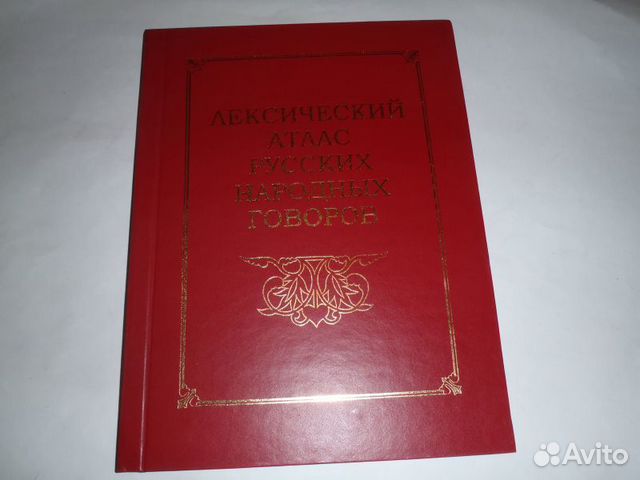 ЛЕКСИЧЕСКИЙ
АТЛАС
РУССКИХ
НАРОДНЫХ
ГОВОРОВ
Avito